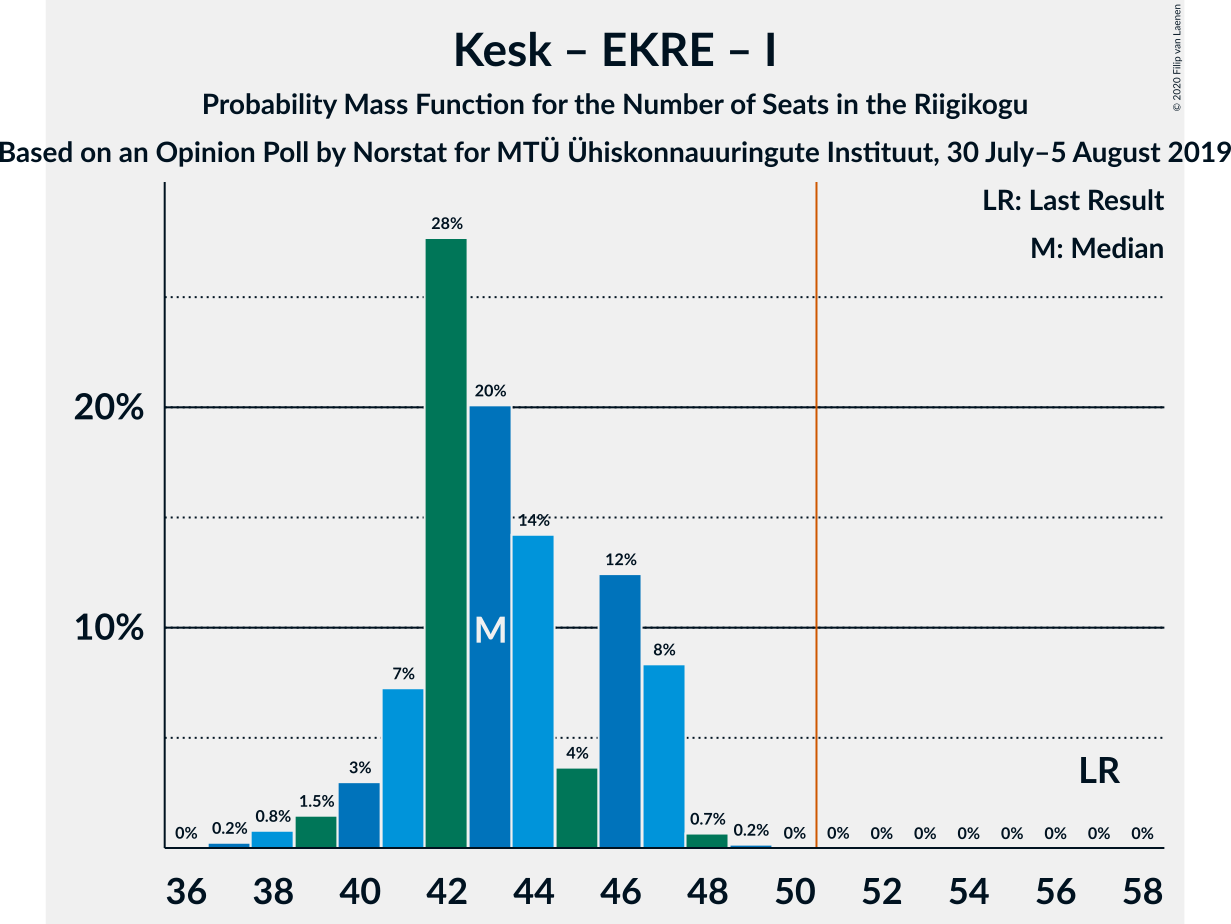 Kesk – EKRE – I
Probability Mass Function for the Number of Seats in the Riigikogu
Based on an Opinion Poll by Norstat for MTÜ Ühiskonnauuringute Instituut, 30 July–5 August 2019
© 2020 Filip van Laenen
LR: Last Result
M: Median
28%
20% 20%
14%
12%
10% M
8%
7%
4%
3%
LR
1.5%
0% 0.2% 0.8% 0.7% 0.2% 0% 0% 0% 0% 0% 0% 0% 0% 0%
36 38 40 42 44 46 48 50 52 54 56 58